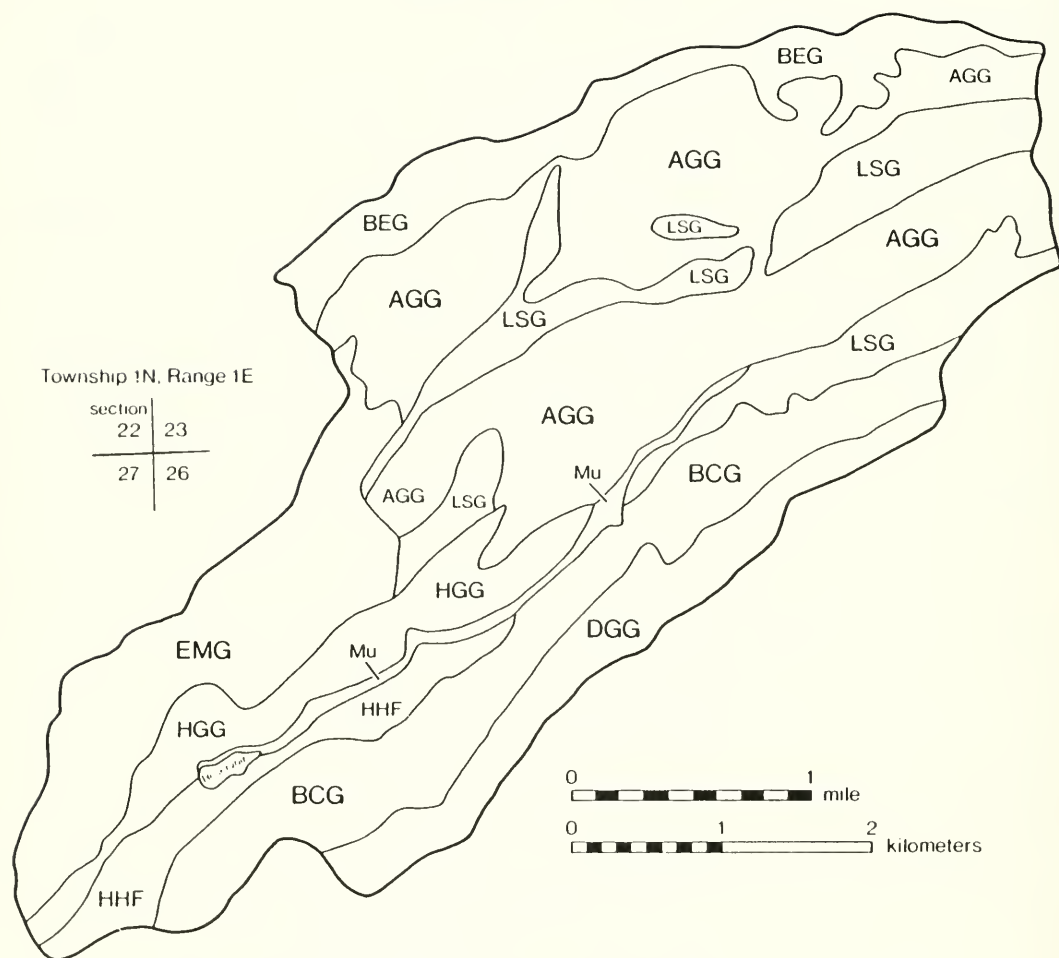 BEG
AGG
AGG
LSG
BEG
LSG
AGG
LSG
AGG
LSG
LSG
Township 1N, Range 1E
section
22 23
27 26
AGG
Mu
BCG
AGG
LSG
HGG
DGG
EMG
Mu
HHF
HGG
BCG
0 1
mile
0 1 2
kilometers
HHF